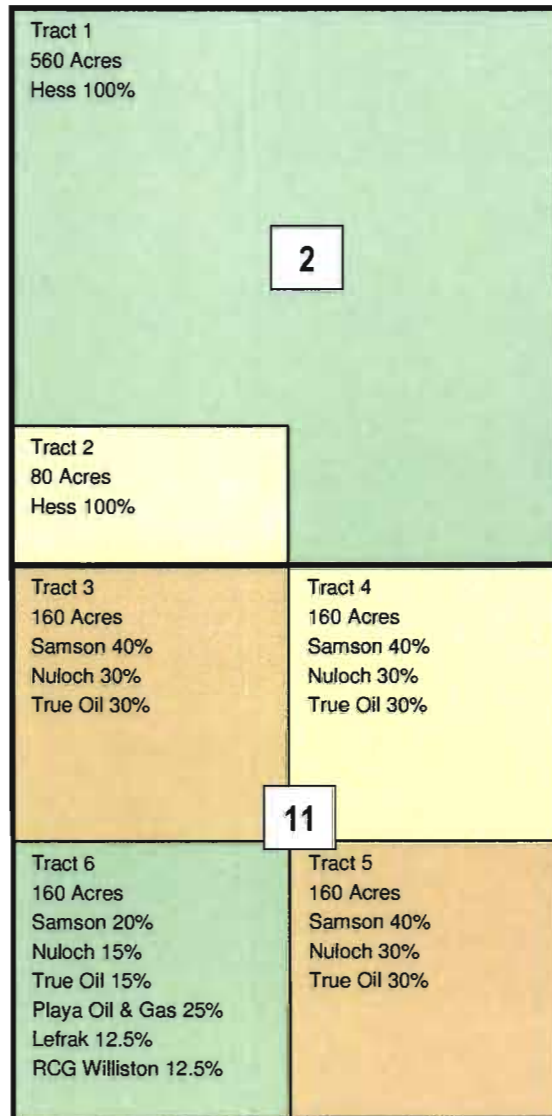 Tract 1
560 Acres
Hess 100%
2
Tract 2
80 Acres
Hess 100%
Tract 3
160 Acres
Samson 40%
Nuloch 30%
True Oil 30%
Tract 4
160 Acres
Samson 40%
Nuloch 30%
True Oil 30%
11
Tract 6
160 Acres
Samson 20%
Nuloch 15%
True Oil 15%
Playa Oil & Gas 25%
Lefrak 12.5%
RCG Williston 12.5%
Tract 5
160 Acres
Samson 40%
Nuloch 30%
True Oil 30%